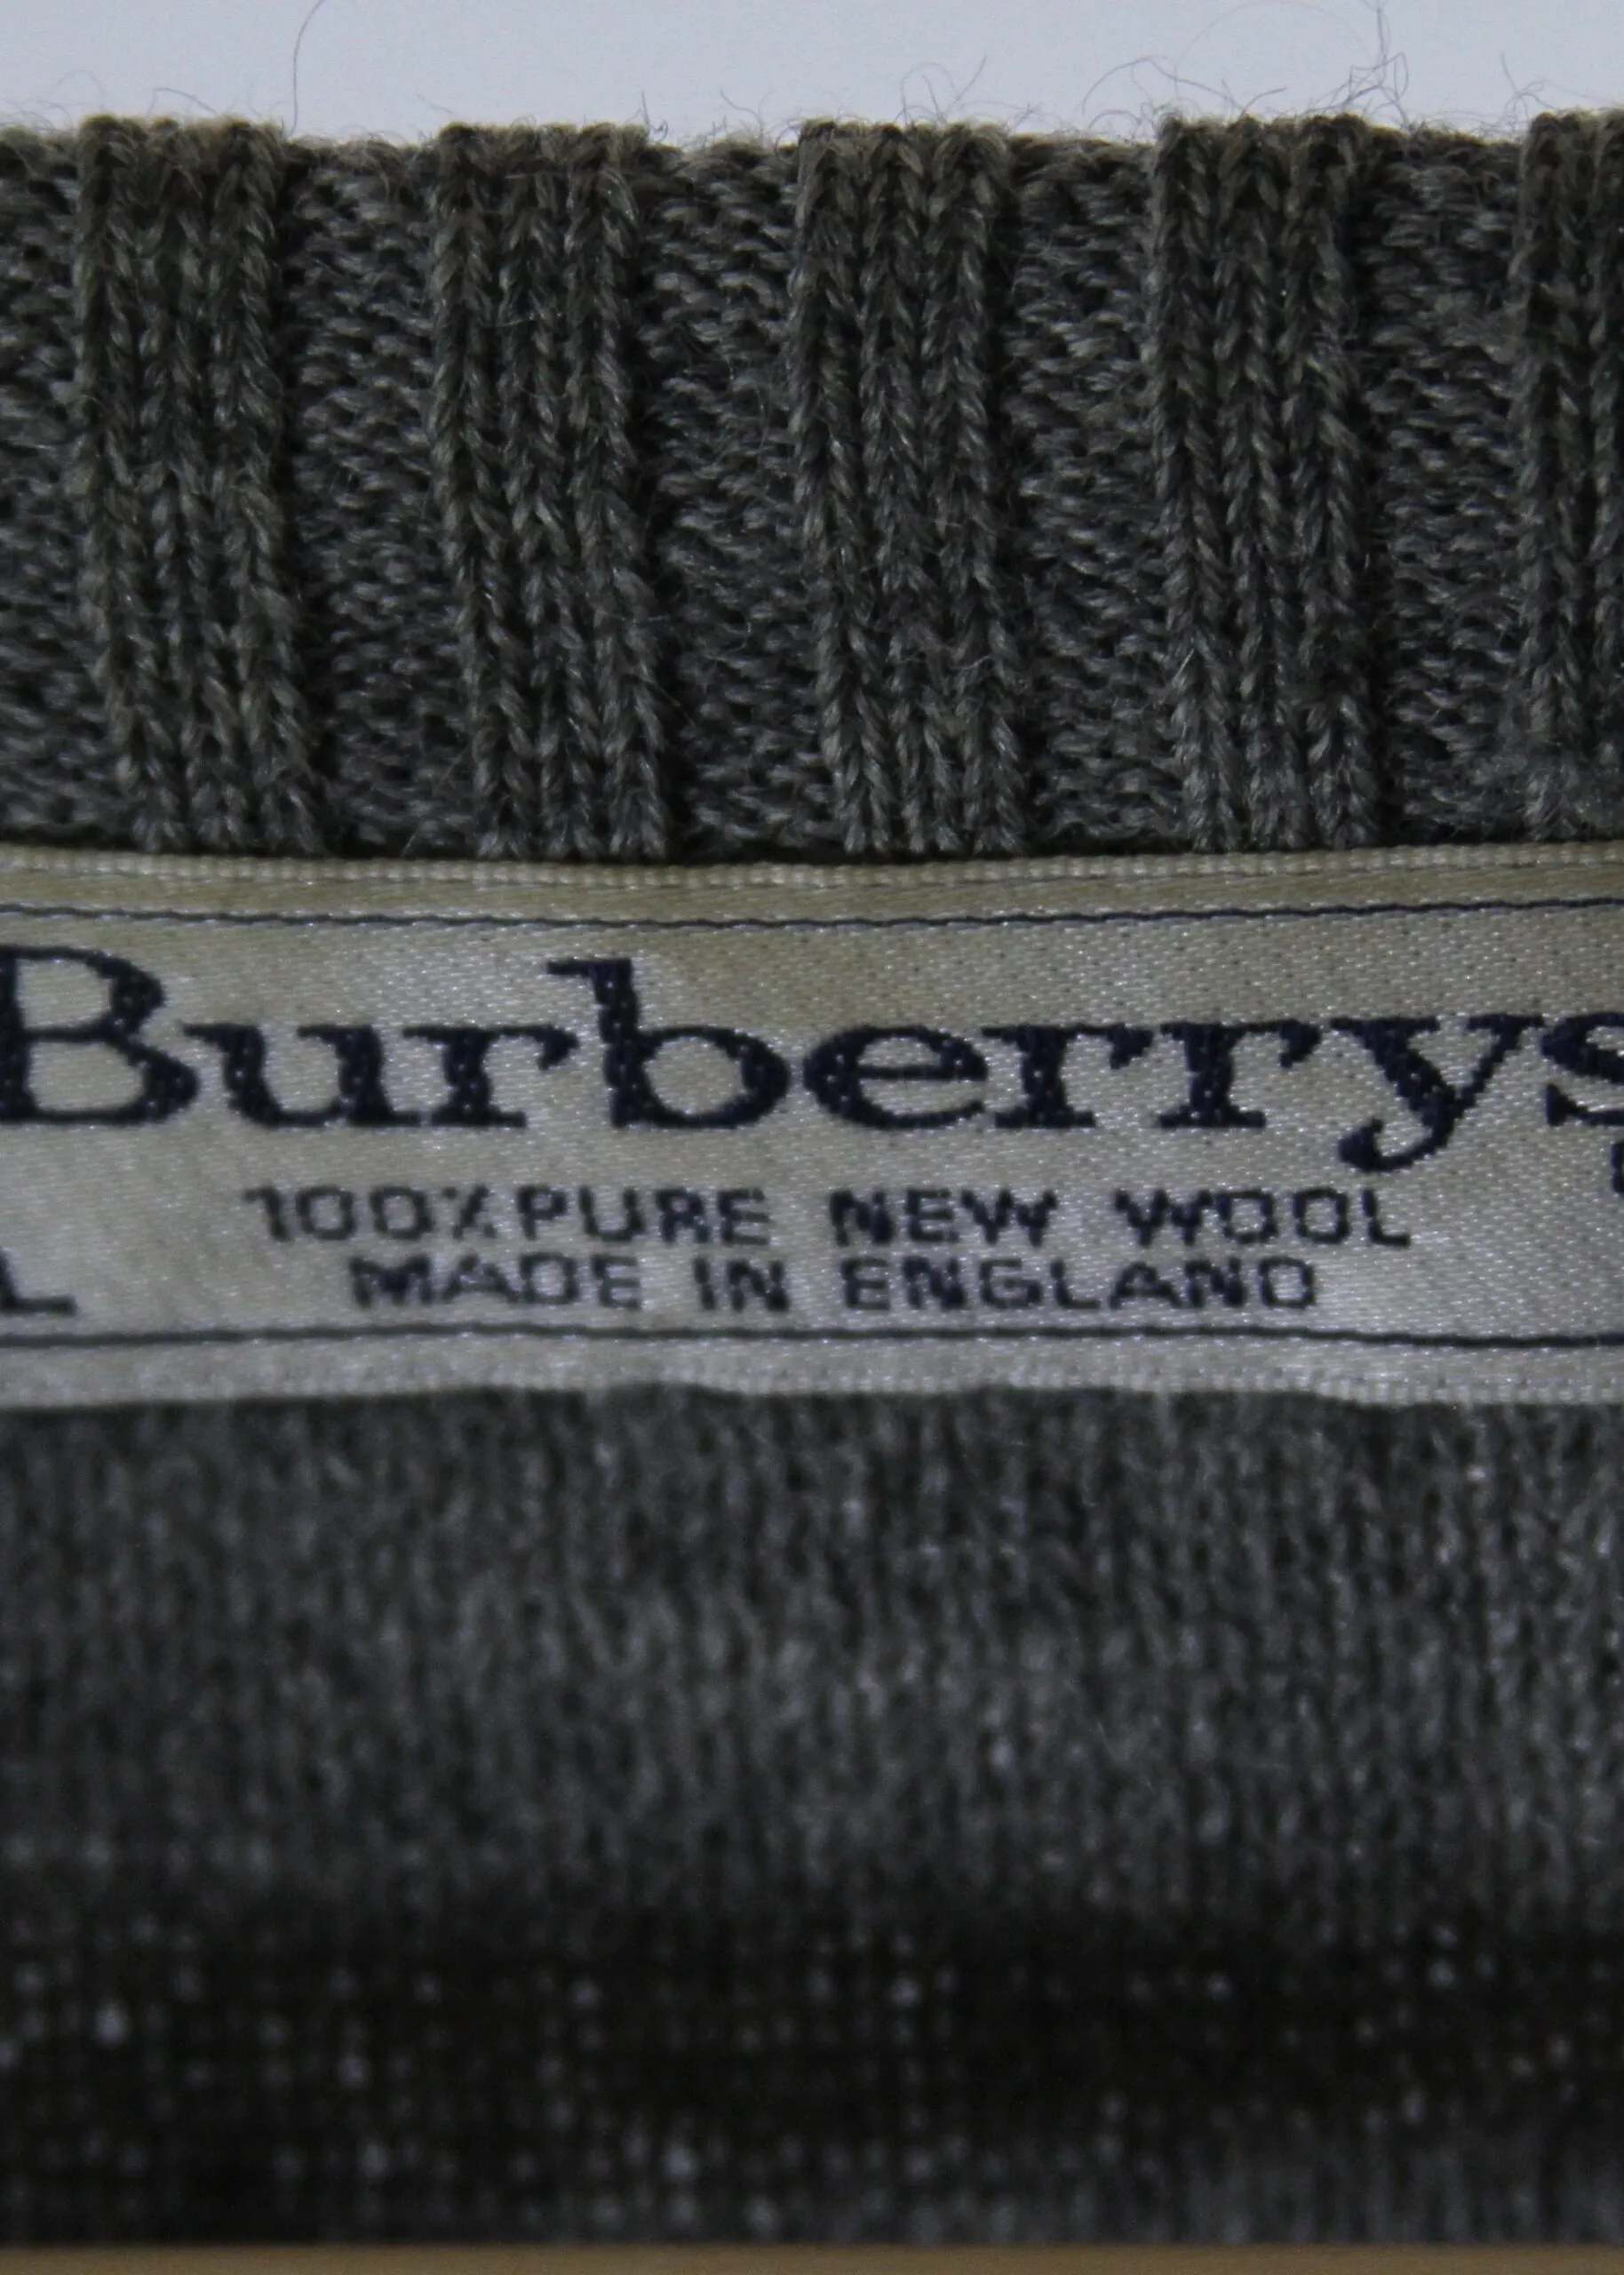 Burberrys
100% PURE NEW WOOL
L MADE IN ENGLAND